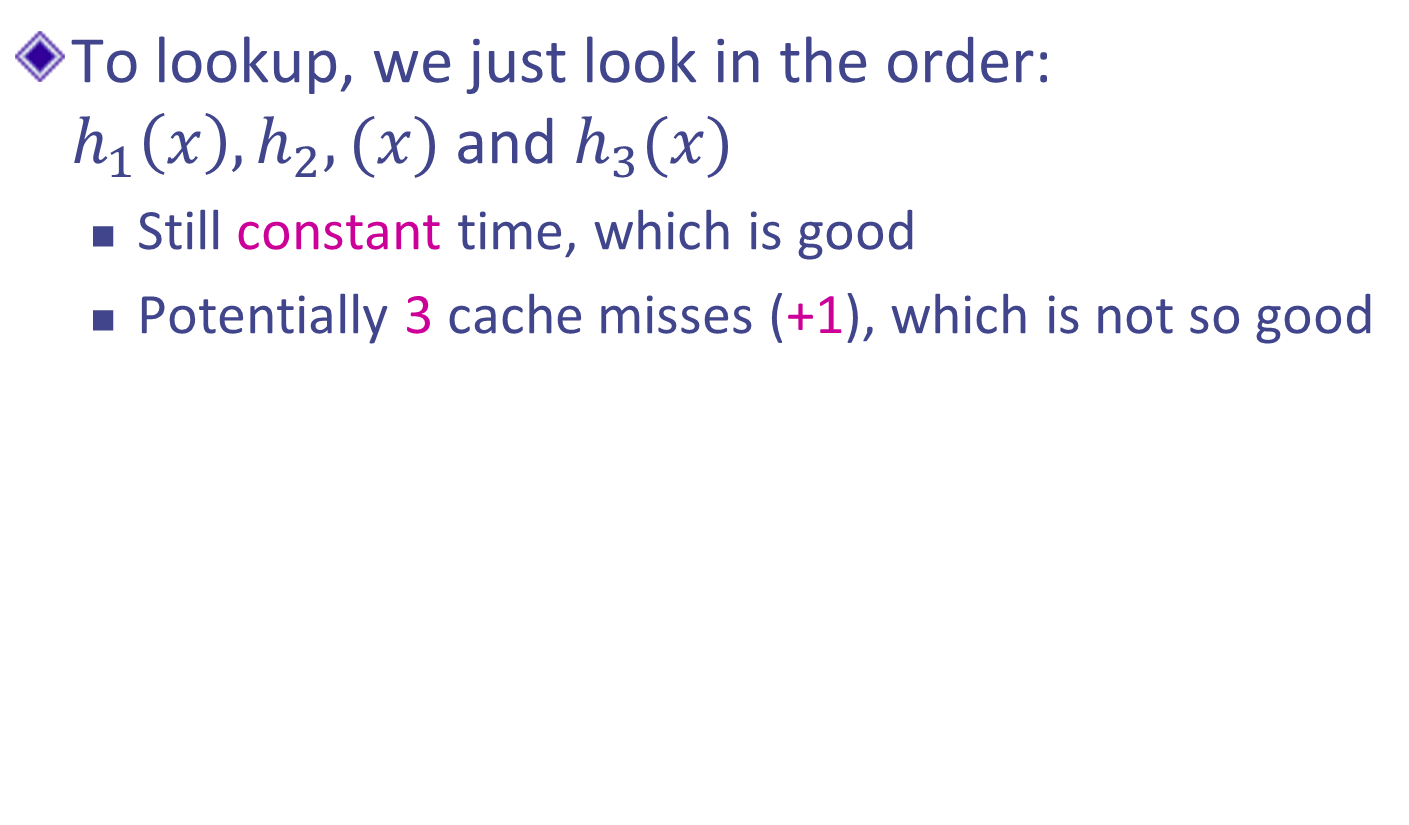 To lookup, we just look in the order:
h₁(x), h₂, (x) and h₃(x)
▪ Still constant time, which is good
▪ Potentially 3 cache misses (+1), which is not so good